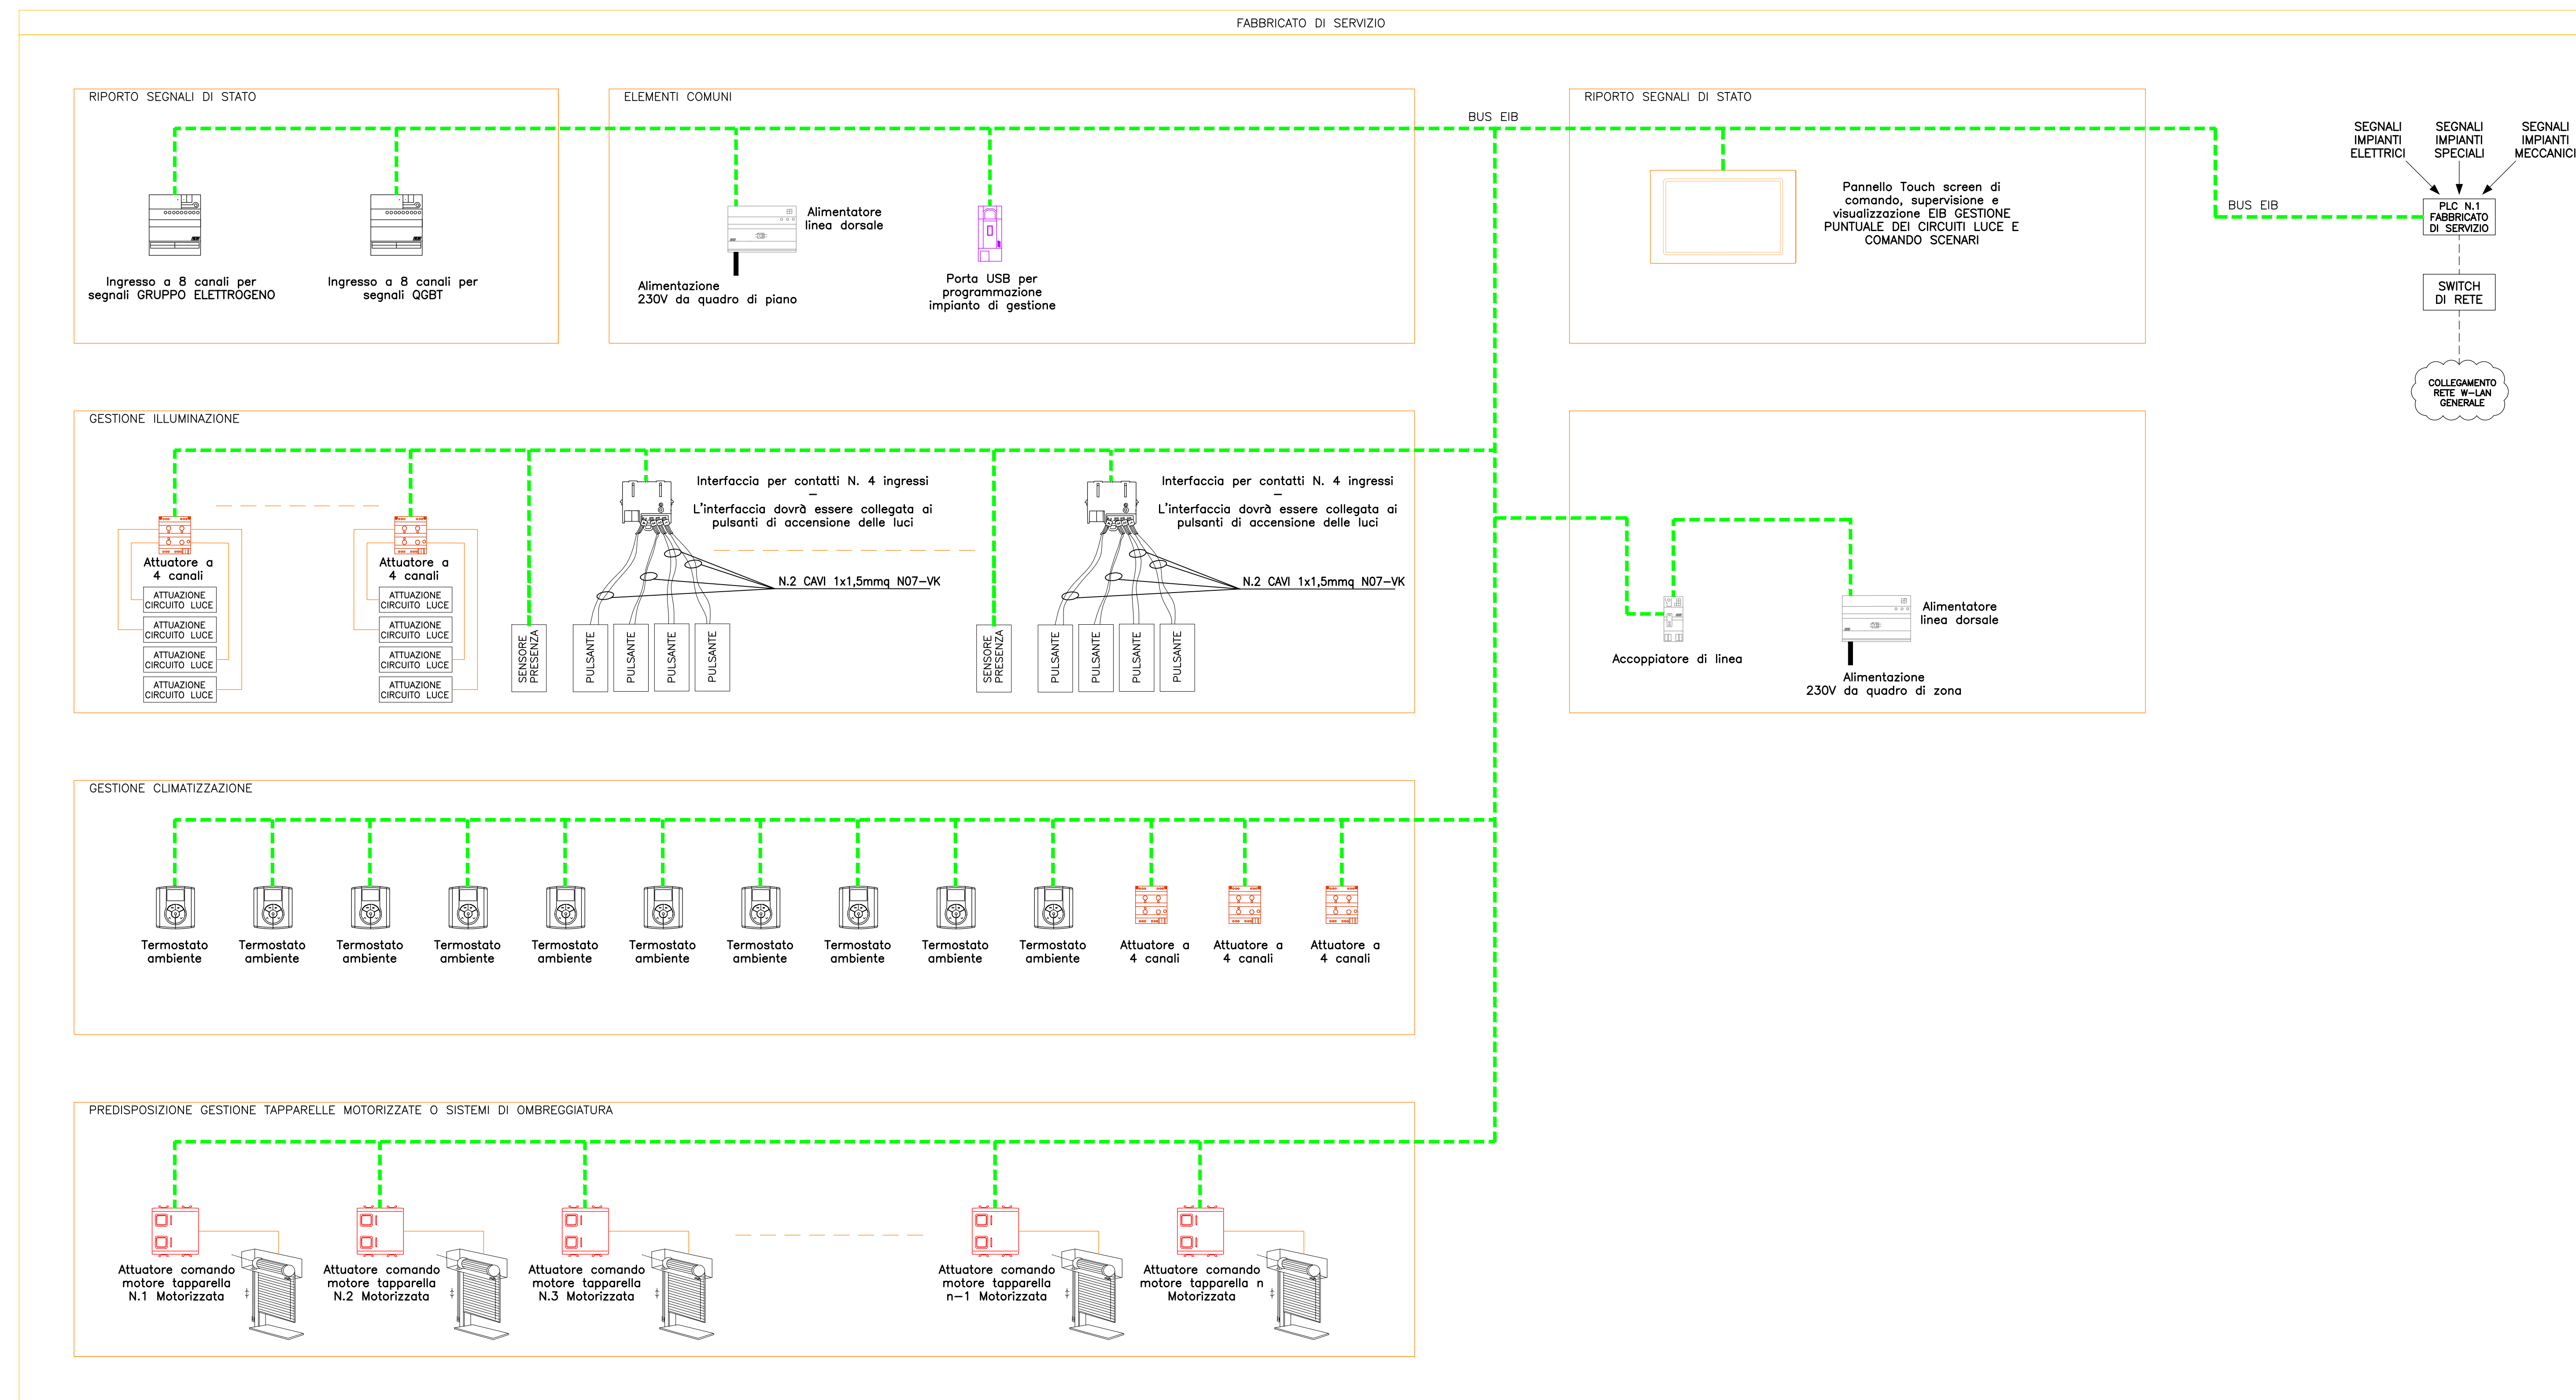 FABBRICATO DI SERVIZIO
RIPORTO SEGNALI DI STATO
Ingresso a 8 canali per
segnali GRUPPO ELETTROGENO
Ingresso a 8 canali per
segnali QGBT
ELEMENTI COMUNI
Alimentatore
linea dorsale
Alimentazione
230V da quadro di piano
Porta USB per
programmazione
impianto di gestione
BUS EIB
RIPORTO SEGNALI DI STATO
Pannello Touch screen di
comando, supervisione e
visualizzazione EIB GESTIONE
PUNTUALE DEI CIRCUITI LUCE E
COMANDO SCENARI
BUS EIB
SEGNALI
IMPIANTI
ELETTRICI
SEGNALI
IMPIANTI
SPECIALI
SEGNALI
IMPIANTI
MECCANICI
PLC N.1
FABBRICATO
DI SERVIZIO
SWITCH
DI RETE
COLLEGAMENTO
RETE W-LAN
GENERALE
GESTIONE ILLUMINAZIONE
Attuatore a
4 canali
ATTUAZIONE
CIRCUITO LUCE
ATTUAZIONE
CIRCUITO LUCE
ATTUAZIONE
CIRCUITO LUCE
ATTUAZIONE
CIRCUITO LUCE
Attuatore a
4 canali
ATTUAZIONE
CIRCUITO LUCE
ATTUAZIONE
CIRCUITO LUCE
ATTUAZIONE
CIRCUITO LUCE
ATTUAZIONE
CIRCUITO LUCE
SENSORE
PRESENZA
Interfaccia per contatti N. 4 ingressi
–
L'interfaccia dovrà essere collegata ai
pulsanti di accensione delle luci
N.2 CAVI 1x1,5mmq N07-VK
PULSANTE
PULSANTE
PULSANTE
PULSANTE
SENSORE
PRESENZA
Interfaccia per contatti N. 4 ingressi
–
L'interfaccia dovrà essere collegata ai
pulsanti di accensione delle luci
N.2 CAVI 1x1,5mmq N07-VK
PULSANTE
PULSANTE
PULSANTE
PULSANTE
Accoppiatore di linea
Alimentatore
linea dorsale
Alimentazione
230V da quadro di zona
GESTIONE CLIMATIZZAZIONE
Termostato
ambiente
Termostato
ambiente
Termostato
ambiente
Termostato
ambiente
Termostato
ambiente
Termostato
ambiente
Termostato
ambiente
Termostato
ambiente
Termostato
ambiente
Termostato
ambiente
Attuatore a
4 canali
Attuatore a
4 canali
Attuatore a
4 canali
PREDISPOSIZIONE GESTIONE TAPPARELLE MOTORIZZATE O SISTEMI DI OMBREGGIATURA
Attuatore comando
motore tapparella
N.1 Motorizzata
Attuatore comando
motore tapparella
N.2 Motorizzata
Attuatore comando
motore tapparella
N.3 Motorizzata
Attuatore comando
motore tapparella
n-1 Motorizzata
Attuatore comando
motore tapparella n
Motorizzata